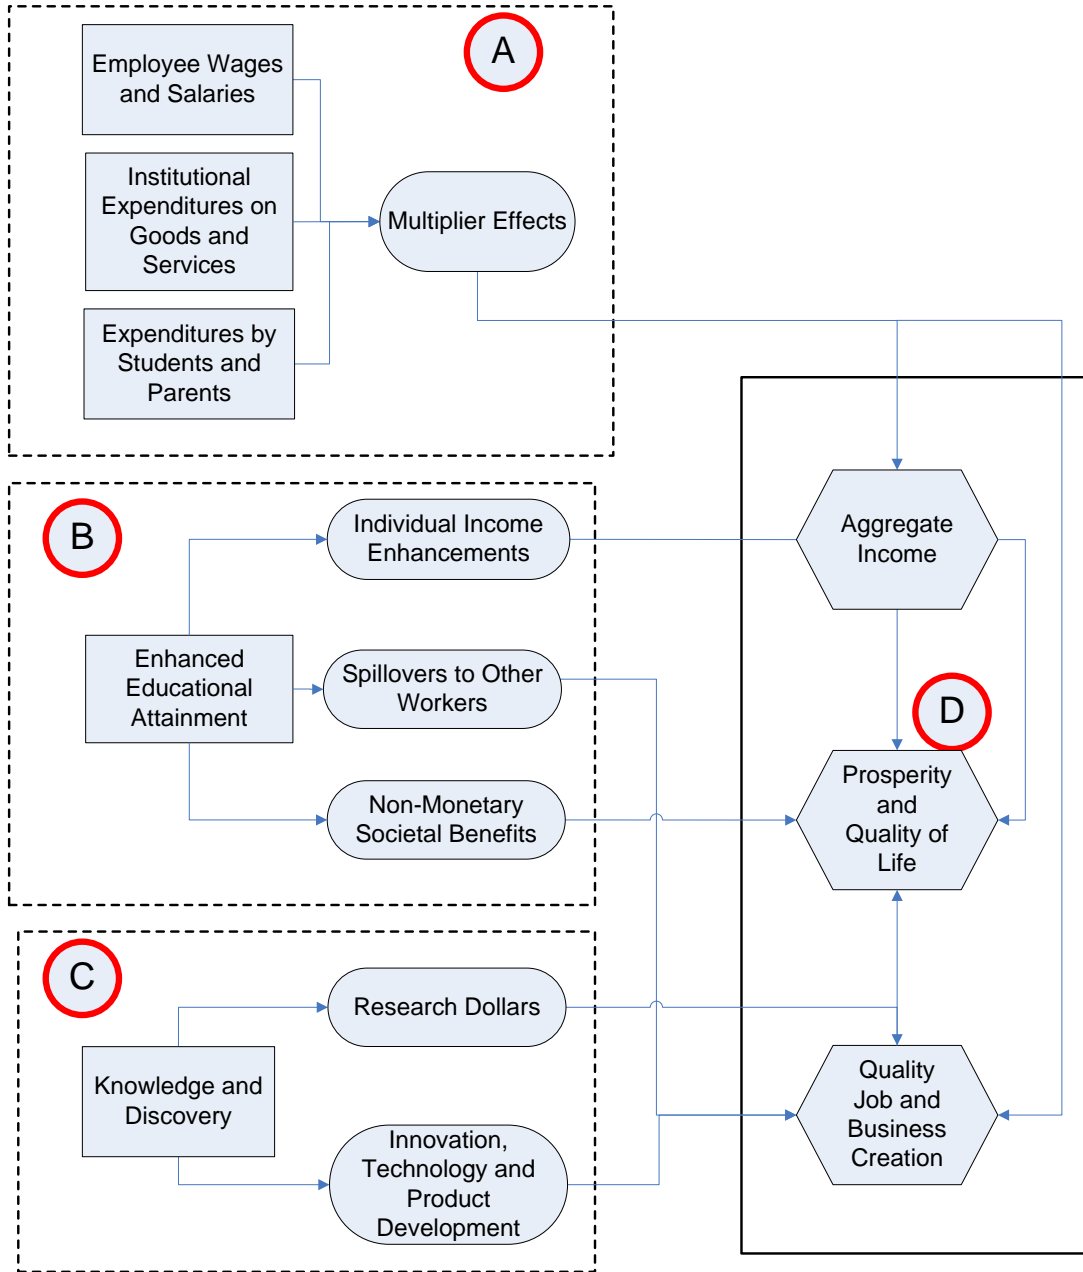 A
Employee Wages
and Salaries
Institutional
Expenditures on
Goods and
Services
Multiplier Effects
Expenditures by
Students and
Parents
B
Individual Income
Enhancements
Aggregate
Income
Enhanced
Educational
Attainment
Spillovers to Other
Workers
D
Non-Monetary
Societal Benefits
Prosperity
and
Quality of
Life
C
Research Dollars
Knowledge and
Discovery
Quality
Job and
Business
Creation
Innovation,
Technology and
Product
Development